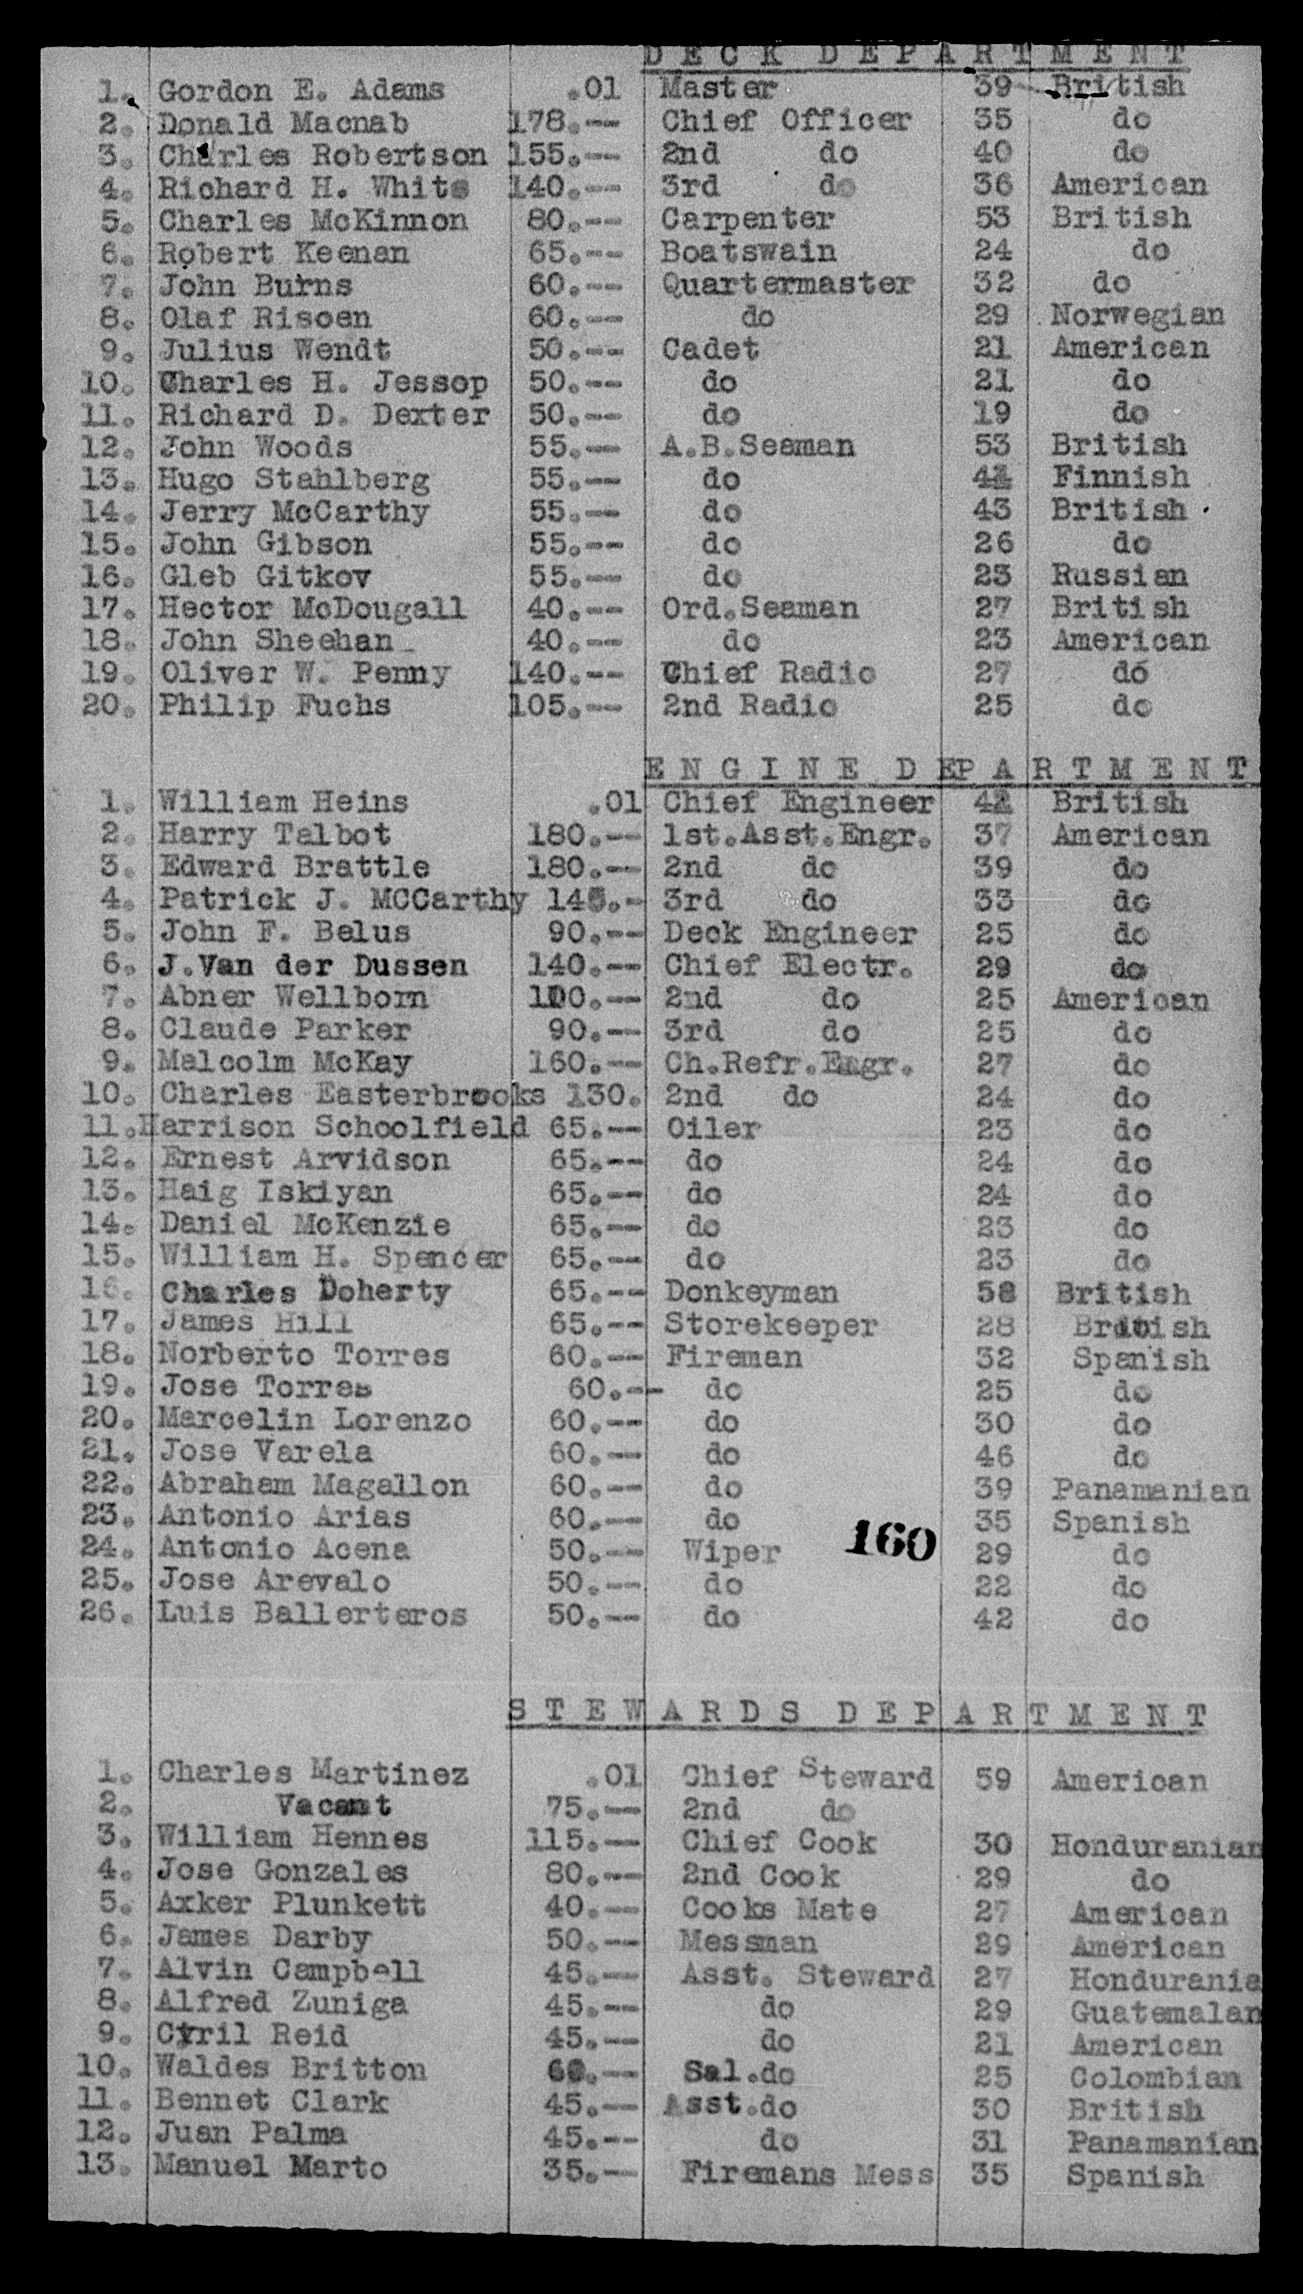 DECK DEPARTMENT
1. Gordon E. Adams .01 Master 39 British
2. Donald Macnab 178.-- Chief Officer 35 do
3. Charles Robertson 155.-- 2nd do 40 do
4. Richard H. White 140.-- 3rd do 36 American
5. Charles McKinnon 80.-- Carpenter 53 British
6. Robert Keenan 65.-- Boatswain 24 do
7. John Burns 60.-- Quartermaster 32 do
8. Olaf Risoen 60.-- do 29 Norwegian
9. Julius Wendt 50.-- Cadet 21 American
10. Charles H. Jessop 50.-- do 21 do
11. Richard D. Dexter 50.-- do 19 do
12. John Woods 55.-- A.B.Seaman 53 British
13. Hugo Stahlberg 55.-- do Finnish
14. Jerry McCarthy 55.-- do 43 British
15. John Gibson 55.-- do 26 do
16. Gleb Gitkov 55.-- do 23 Russian
17. Hector McDougall 40.-- Ord.Seaman 27 British
18. John Sheehan 40.-- do 23 American
19. Oliver W. Penny 140.-- Chief Radio 27 do
20. Philip Fuchs 105.-- 2nd Radio 25 do
ENGINE DEPARTMENT
1. William Heins .01 Chief Engineer British
2. Harry Talbot 180.-- 1st.Asst.Engr. 37 American
3. Edward Brattle 180.-- 2nd do 39 do
4. Patrick J. MCCarthy 145.- 3rd do 33 do
5. John F. Belus 90.-- Deck Engineer 25 do
6. J.Van der Dussen 140.-- Chief Electr. 29 do
7. Abner Wellborn 100.-- 2nd do 25 American
8. Claude Parker 90.-- 3rd do 25 do
9. Malcolm McKay 160.-- Ch.Refr.Engr. 27 do
10. Charles Easterbrooks 130. 2nd do 24 do
11.Harrison Schoolfield 65.-- Oiler 23 do
12. Ernest Arvidson 65.-- do 24 do
13. Haig Iskiyan 65.-- do 24 do
14. Daniel McKenzie 65.-- do 23 do
15. William H. Spencer 65.-- do 23 do
16. Charles Doherty 65.-- Donkeyman 58 British
17. James Hill 65.-- Storekeeper 28 British
18. Norberto Torres 60.-- Fireman 32 Spanish
19. Jose Torres 60.-- do 25 do
20. Marcelin Lorenzo 60.-- do 30 do
21. Jose Varela 60.-- do 46 do
22. Abraham Magallon 60.-- do 39 Panamanian
23. Antonio Arias 60.-- do 35 Spanish
24. Antonio Acena 50.-- Wiper 160 29 do
25. Jose Arevalo 50.-- do 22 do
26. Luis Ballerteros 50.-- do 42 do
STEWARDS DEPARTMENT
1. Charles Martinez .01 Chief Steward 59 American
2. Vacant 75.-- 2nd do
3. William Hennes 115.-- Chief Cook 30 Honduranian
4. Jose Gonzales 80.-- 2nd Cook 29 do
5. Axker Plunkett 40.-- Cooks Mate 27 American
6. James Darby 50.-- Messman 29 American
7. Alvin Campbell 45.-- Asst. Steward 27 Hondurania
8. Alfred Zuniga 45.-- do 29 Guatemalan
9. Cyril Reid 45.-- do 21 American
10. Waldes Britton 60.-- Sal.do 25 Colombian
11. Bennet Clark 45.-- Asst.do 30 British
12. Juan Palma 45.-- do 31 Panamanian
13. Manuel Marto 35.-- Firemans Mess 35 Spanish